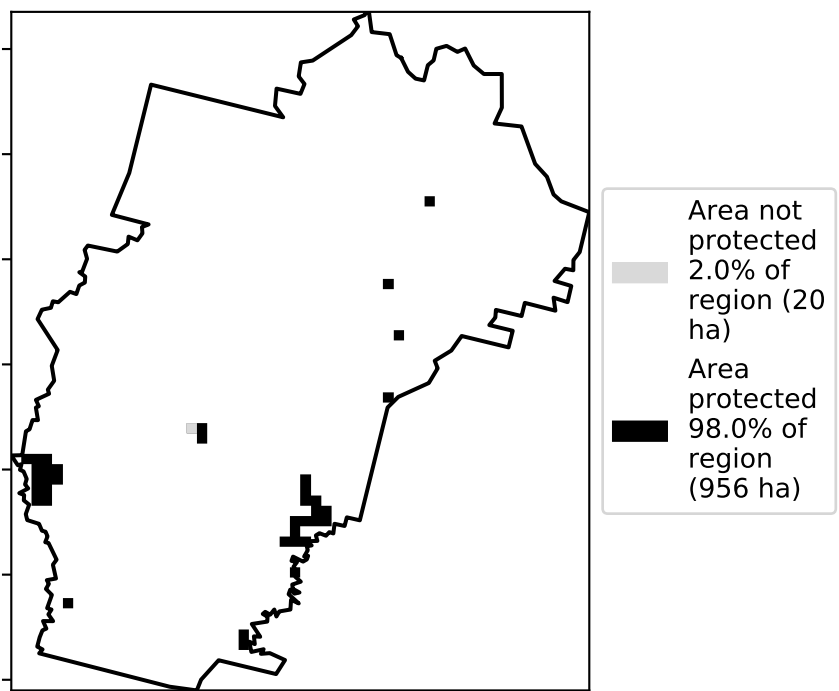 Area not
protected
2.0% of
region (20
ha)
Area
protected
98.0% of
region
(956 ha)